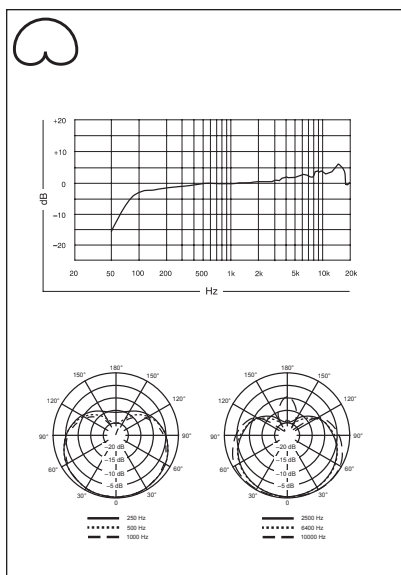 +20
+10
0
dB
−10
−20
20 50 100 200 500 1k 2k 5k 10k 20k
Hz
180°
150° 150°
120° 120°
90° 90°
60° 60°
30° 30°
0
−20 dB
−15 dB
−10 dB
−5 dB
250 Hz
500 Hz
1000 Hz
180°
150° 150°
120° 120°
90° 90°
60° 60°
30° 30°
0
−20 dB
−15 dB
−10 dB
−5 dB
2500 Hz
6400 Hz
10000 Hz